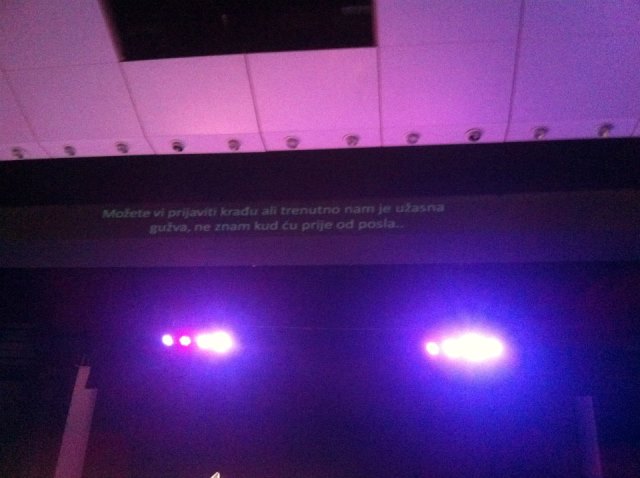 Možete vi prijaviti krađu ali trenutno nam je užasna
gužva, ne znam kud ću prije od posla..